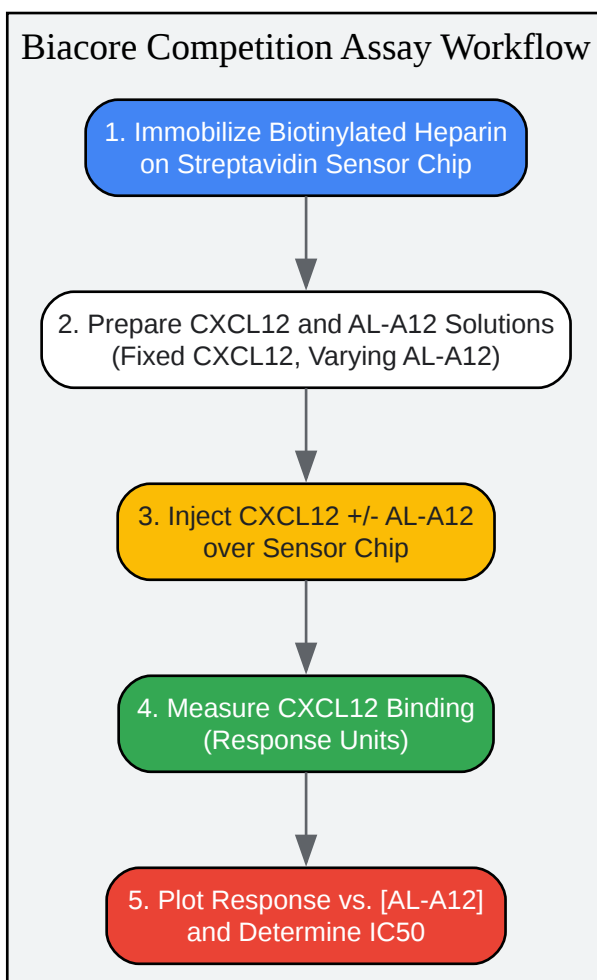 Biacore Competition Assay Workflow
1. Immobilize Biotinylated Heparin
on Streptavidin Sensor Chip
2. Prepare CXCL12 and AL-A12 Solutions
(Fixed CXCL12, Varying AL-A12)
3. Inject CXCL12 +/- AL-A12
over Sensor Chip
4. Measure CXCL12 Binding
(Response Units)
5. Plot Response vs. [AL-A12]
and Determine IC50